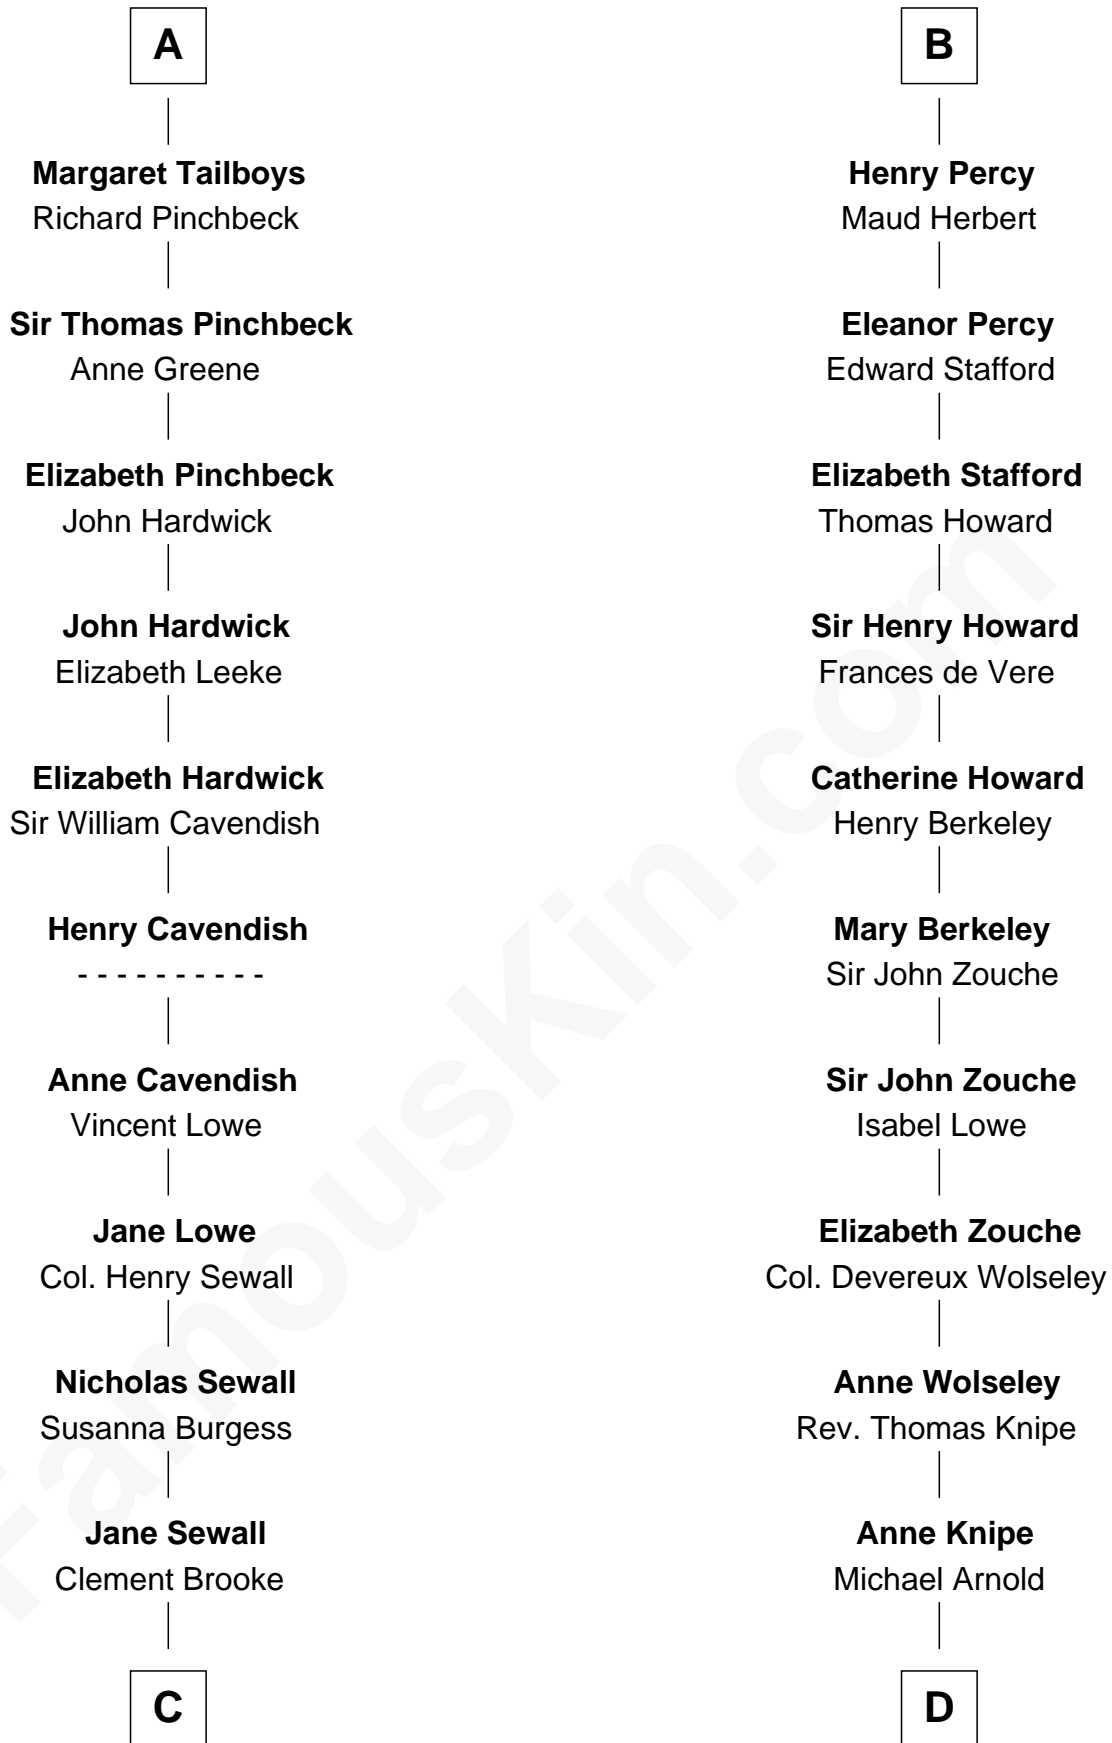 A
Margaret Tailboys
Richard Pinchbeck
Sir Thomas Pinchbeck
Anne Greene
Elizabeth Pinchbeck
John Hardwick
John Hardwick
Elizabeth Leeke
Elizabeth Hardwick
Sir William Cavendish
Henry Cavendish
- - - - - - - - - -
Anne Cavendish
Vincent Lowe
Jane Lowe
Col. Henry Sewall
Nicholas Sewall
Susanna Burgess
Jane Sewall
Clement Brooke
C
B
Henry Percy
Maud Herbert
Eleanor Percy
Edward Stafford
Elizabeth Stafford
Thomas Howard
Sir Henry Howard
Frances de Vere
Catherine Howard
Henry Berkeley
Mary Berkeley
Sir John Zouche
Sir John Zouche
Isabel Lowe
Elizabeth Zouche
Col. Devereux Wolseley
Anne Wolseley
Rev. Thomas Knipe
Anne Knipe
Michael Arnold
D
FamousKin.com